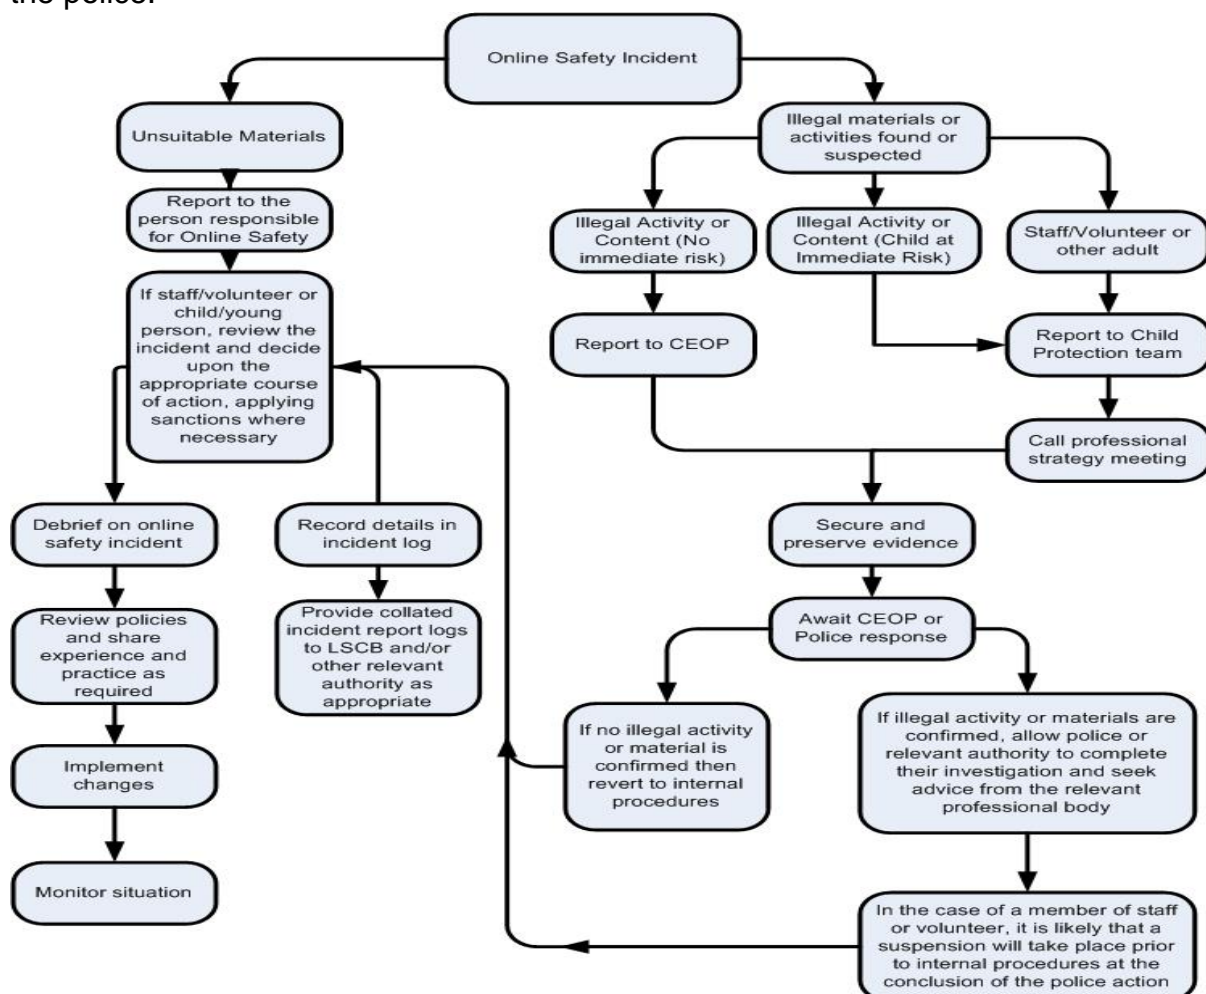 the police.
Online Safety Incident
Unsuitable Materials
Report to the
person responsible
for Online Safety
If staff/volunteer or
child/young
person, review the
incident and decide
upon the
appropriate course
of action, applying
sanctions where
necessary
Debrief on online
safety incident
Review policies
and share
experience and
practice as
required
Implement
changes
Monitor situation
Record details in
incident log
Provide collated
incident report logs
to LSCB and/or
other relevant
authority as
appropriate
Illegal materials or
activities found or
suspected
Illegal Activity or
Content (No
immediate risk)
Report to CEOP
Illegal Activity or
Content (Child at
Immediate Risk)
Staff/Volunteer or
other adult
Report to Child
Protection team
Call professional
strategy meeting
Secure and
preserve evidence
Await CEOP or
Police response
If no illegal activity
or material is
confirmed then
revert to internal
procedures
If illegal activity or materials are
confirmed, allow police or
relevant authority to complete
their investigation and seek
advice from the relevant
professional body
In the case of a member of staff
or volunteer, it is likely that a
suspension will take place prior
to internal procedures at the
conclusion of the police action